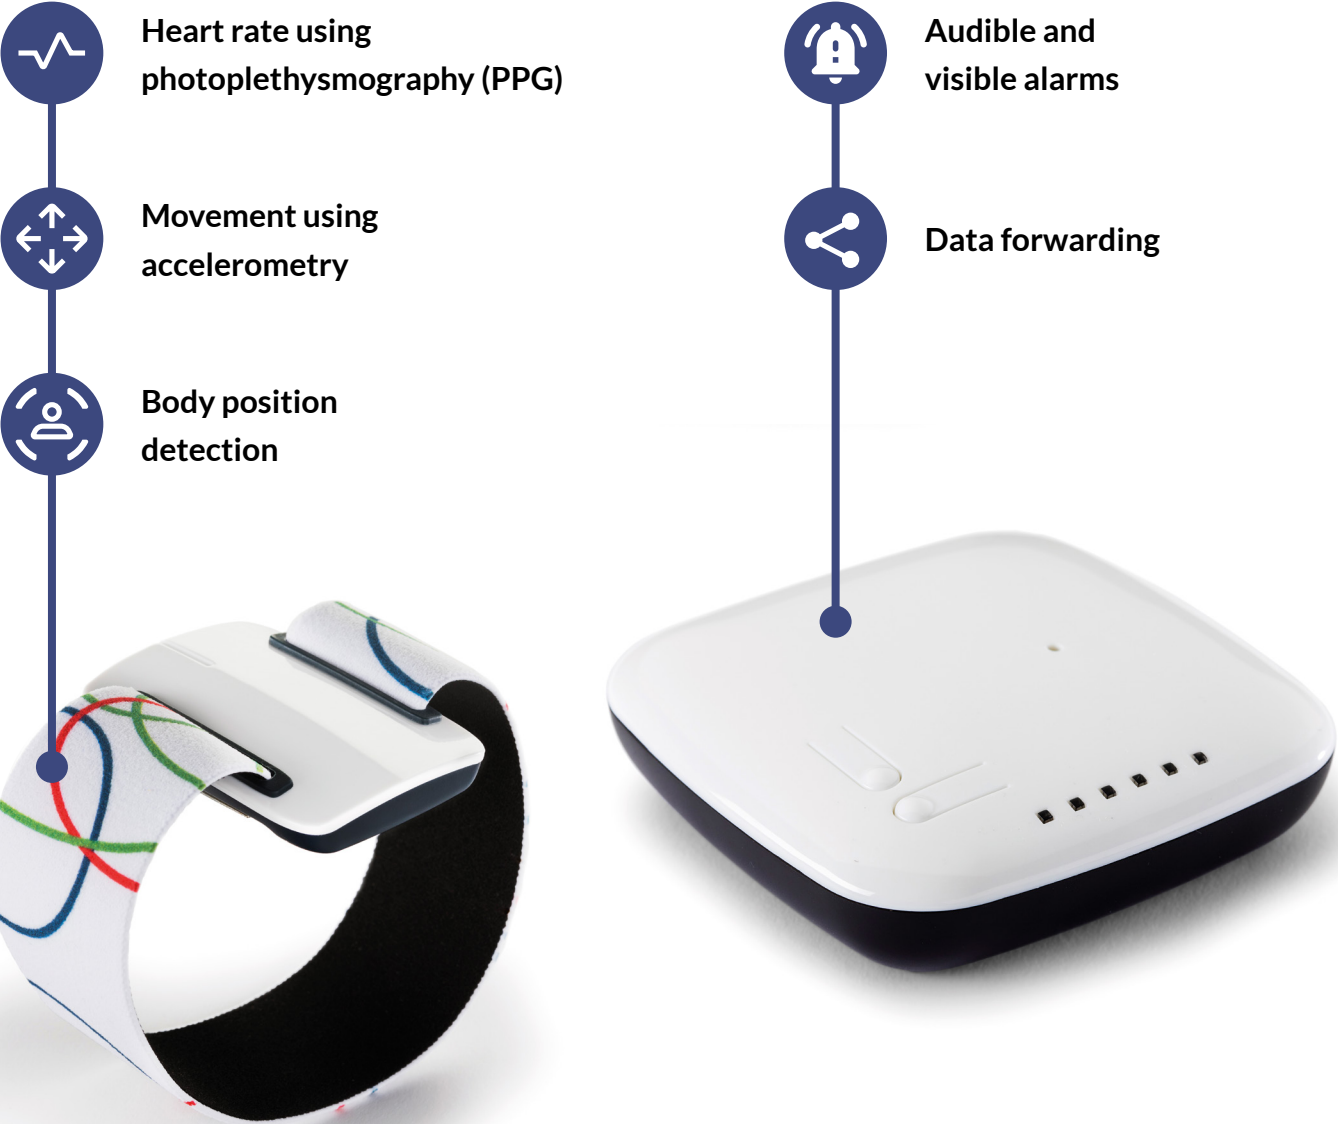 Heart rate using
photoplethysmography (PPG)
Movement using
accelerometry
Body position
detection
Audible and
visible alarms
Data forwarding